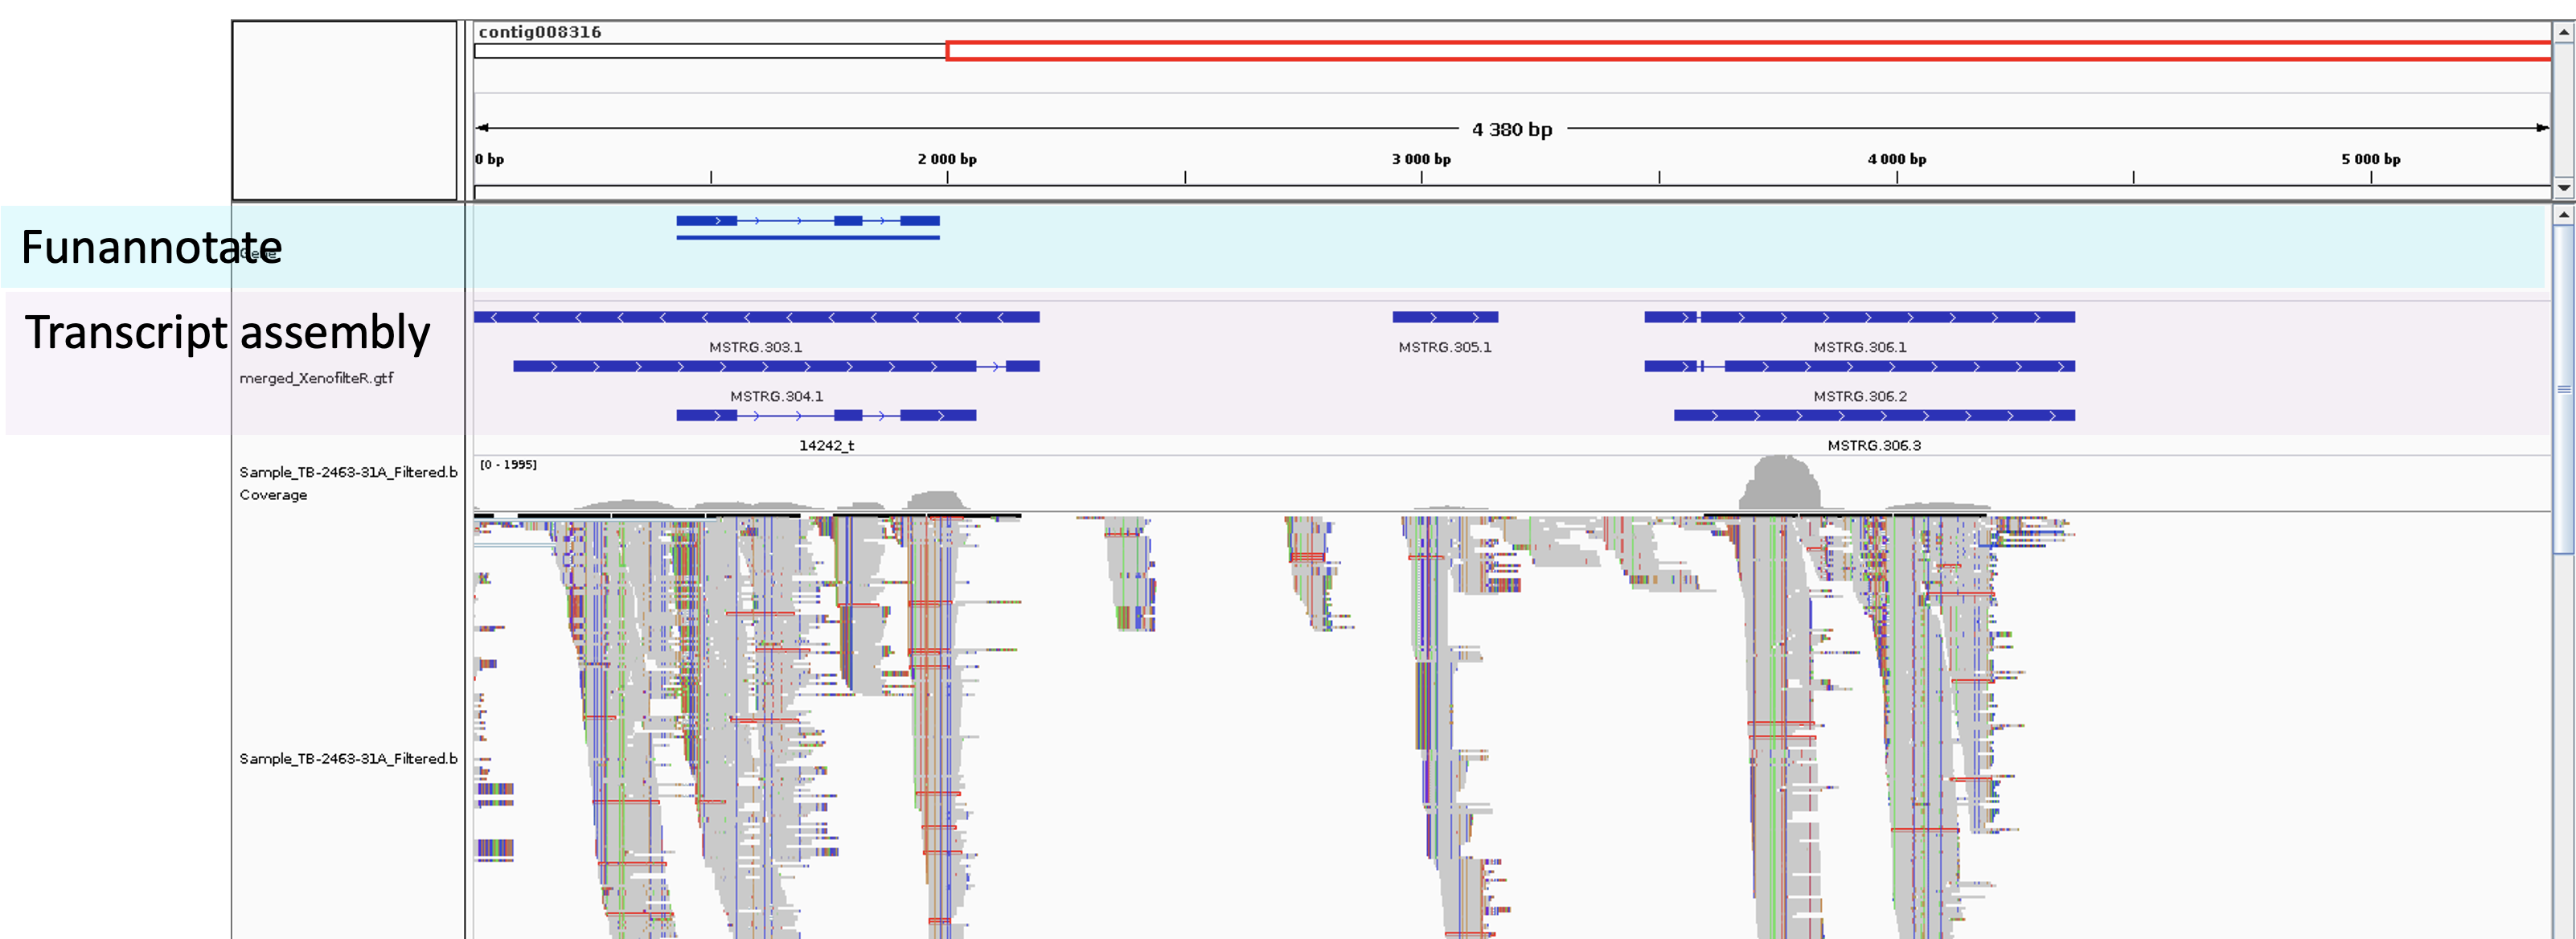 contig008316
4 380 bp
0 bp
2 000 bp
3 000 bp
4 000 bp
5 000 bp
Funannotate
Gene
Transcript assembly
MSTRG.303.1
MSTRG.305.1
MSTRG.306.1
merged_XenofilteR.gtf
MSTRG.304.1
MSTRG.306.2
14242_t
MSTRG.306.3
[0 - 1995]
Sample_TB-2463-31A_Filtered.b
Coverage
Sample_TB-2463-31A_Filtered.b